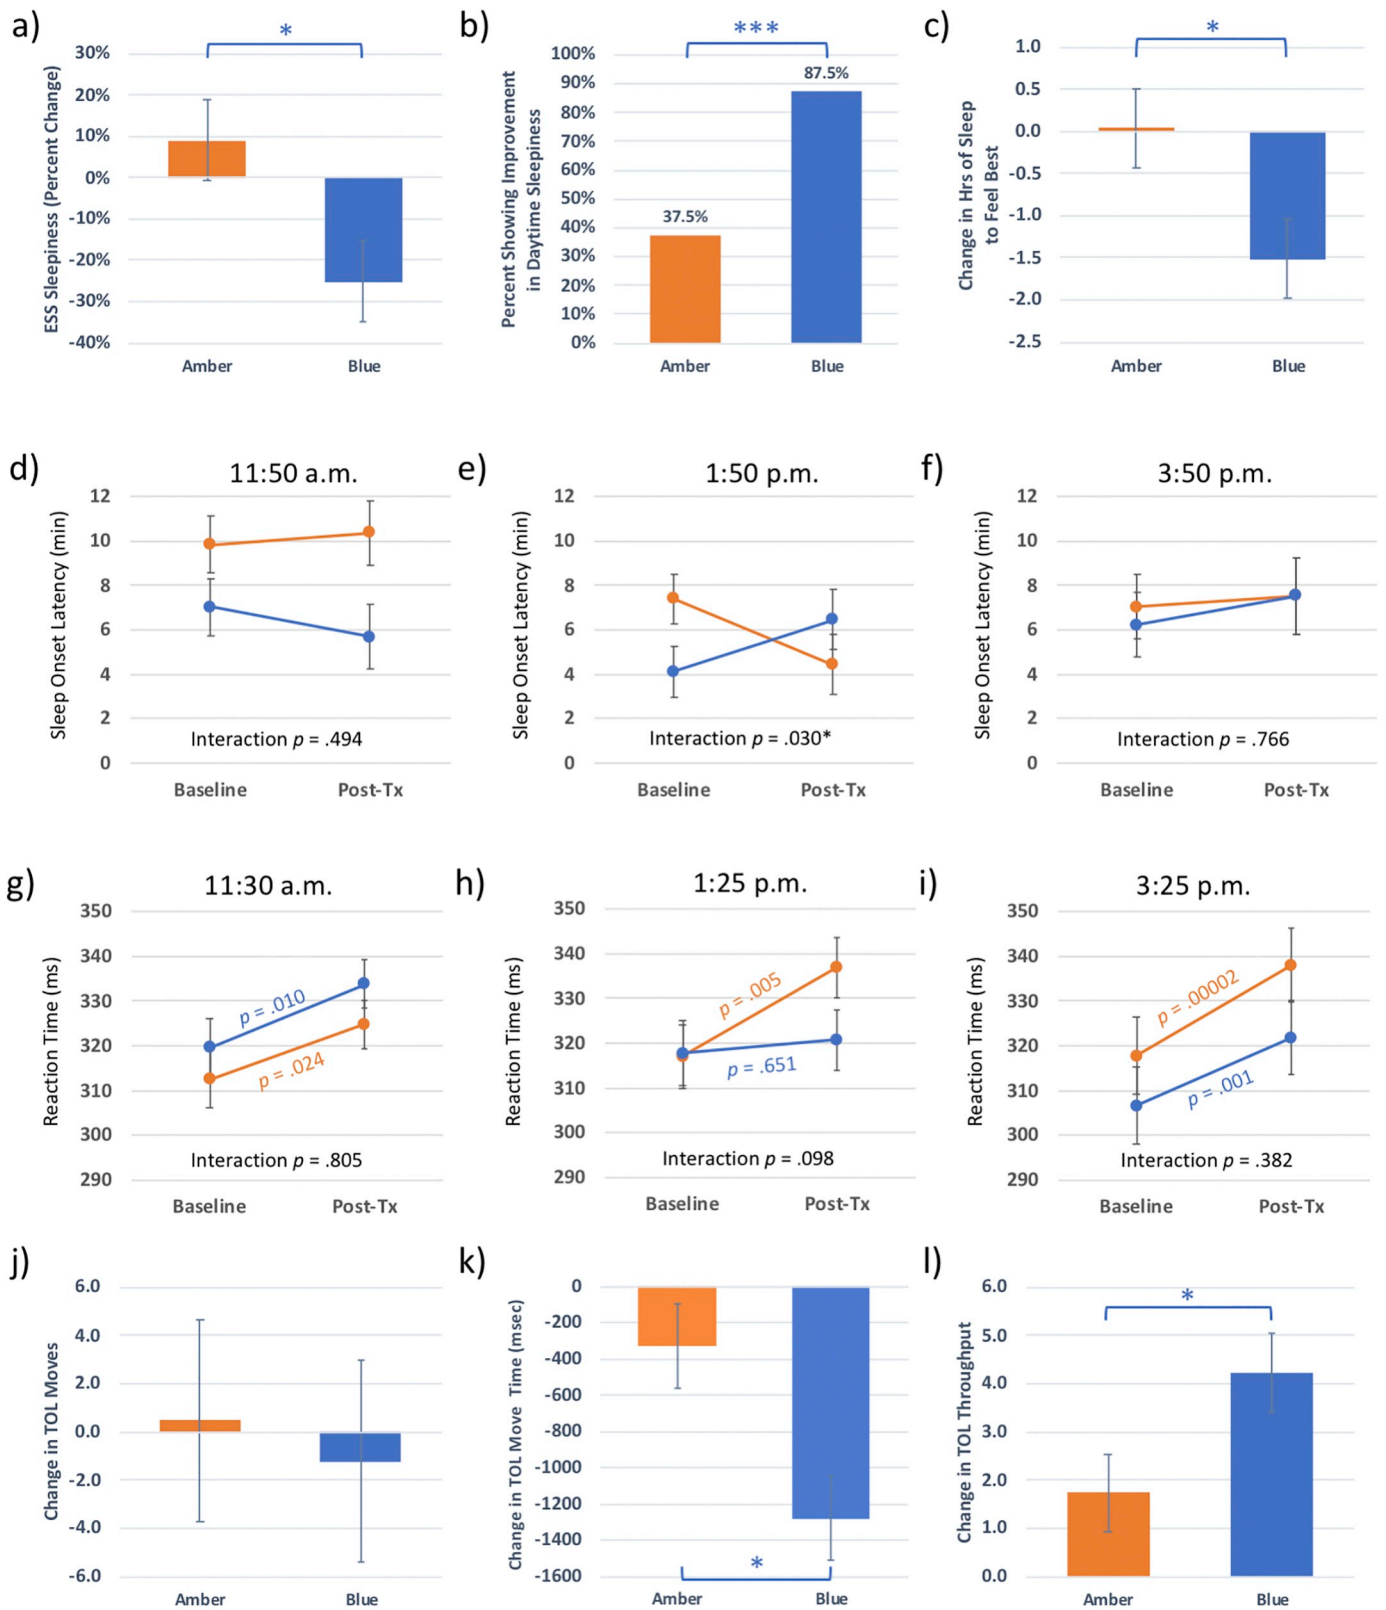 a)
*
30%
20%
10%
0%
-10%
-20%
-30%
-40%
ESS Sleepiness (Percent Change)
Amber
Blue
b)
***
100%
90%
80%
70%
60%
50%
40%
30%
20%
10%
0%
Percent Showing Improvement
in Daytime Sleepiness
37.5%
87.5%
Amber
Blue
c)
*
1.0
0.5
0.0
-0.5
-1.0
-1.5
-2.0
-2.5
Change in Hrs of Sleep
to Feel Best
Amber
Blue
d)
11:50 a.m.
12
10
8
6
4
2
0
Sleep Onset Latency (min)
Interaction p = .494
Baseline
Post-Tx
e)
1:50 p.m.
12
10
8
6
4
2
0
Sleep Onset Latency (min)
Interaction p = .030*
Baseline
Post-Tx
f)
3:50 p.m.
12
10
8
6
4
2
0
Sleep Onset Latency (min)
Interaction p = .766
Baseline
Post-Tx
g)
11:30 a.m.
350
340
330
320
310
300
290
Reaction Time (ms)
p = .010
p = .024
Interaction p = .805
Baseline
Post-Tx
h)
1:25 p.m.
350
340
330
320
310
300
290
Reaction Time (ms)
p = .005
p = .651
Interaction p = .098
Baseline
Post-Tx
i)
3:25 p.m.
350
340
330
320
310
300
290
Reaction Time (ms)
p = .00002
p = .001
Interaction p = .382
Baseline
Post-Tx
j)
6.0
4.0
2.0
0.0
-2.0
-4.0
-6.0
Change in TOL Moves
Amber
Blue
k)
0
-200
-400
-600
-800
-1000
-1200
-1400
-1600
Change in TOL Move Time (msec)
*
Amber
Blue
l)
*
6.0
5.0
4.0
3.0
2.0
1.0
0.0
Change in TOL Throughput
Amber
Blue